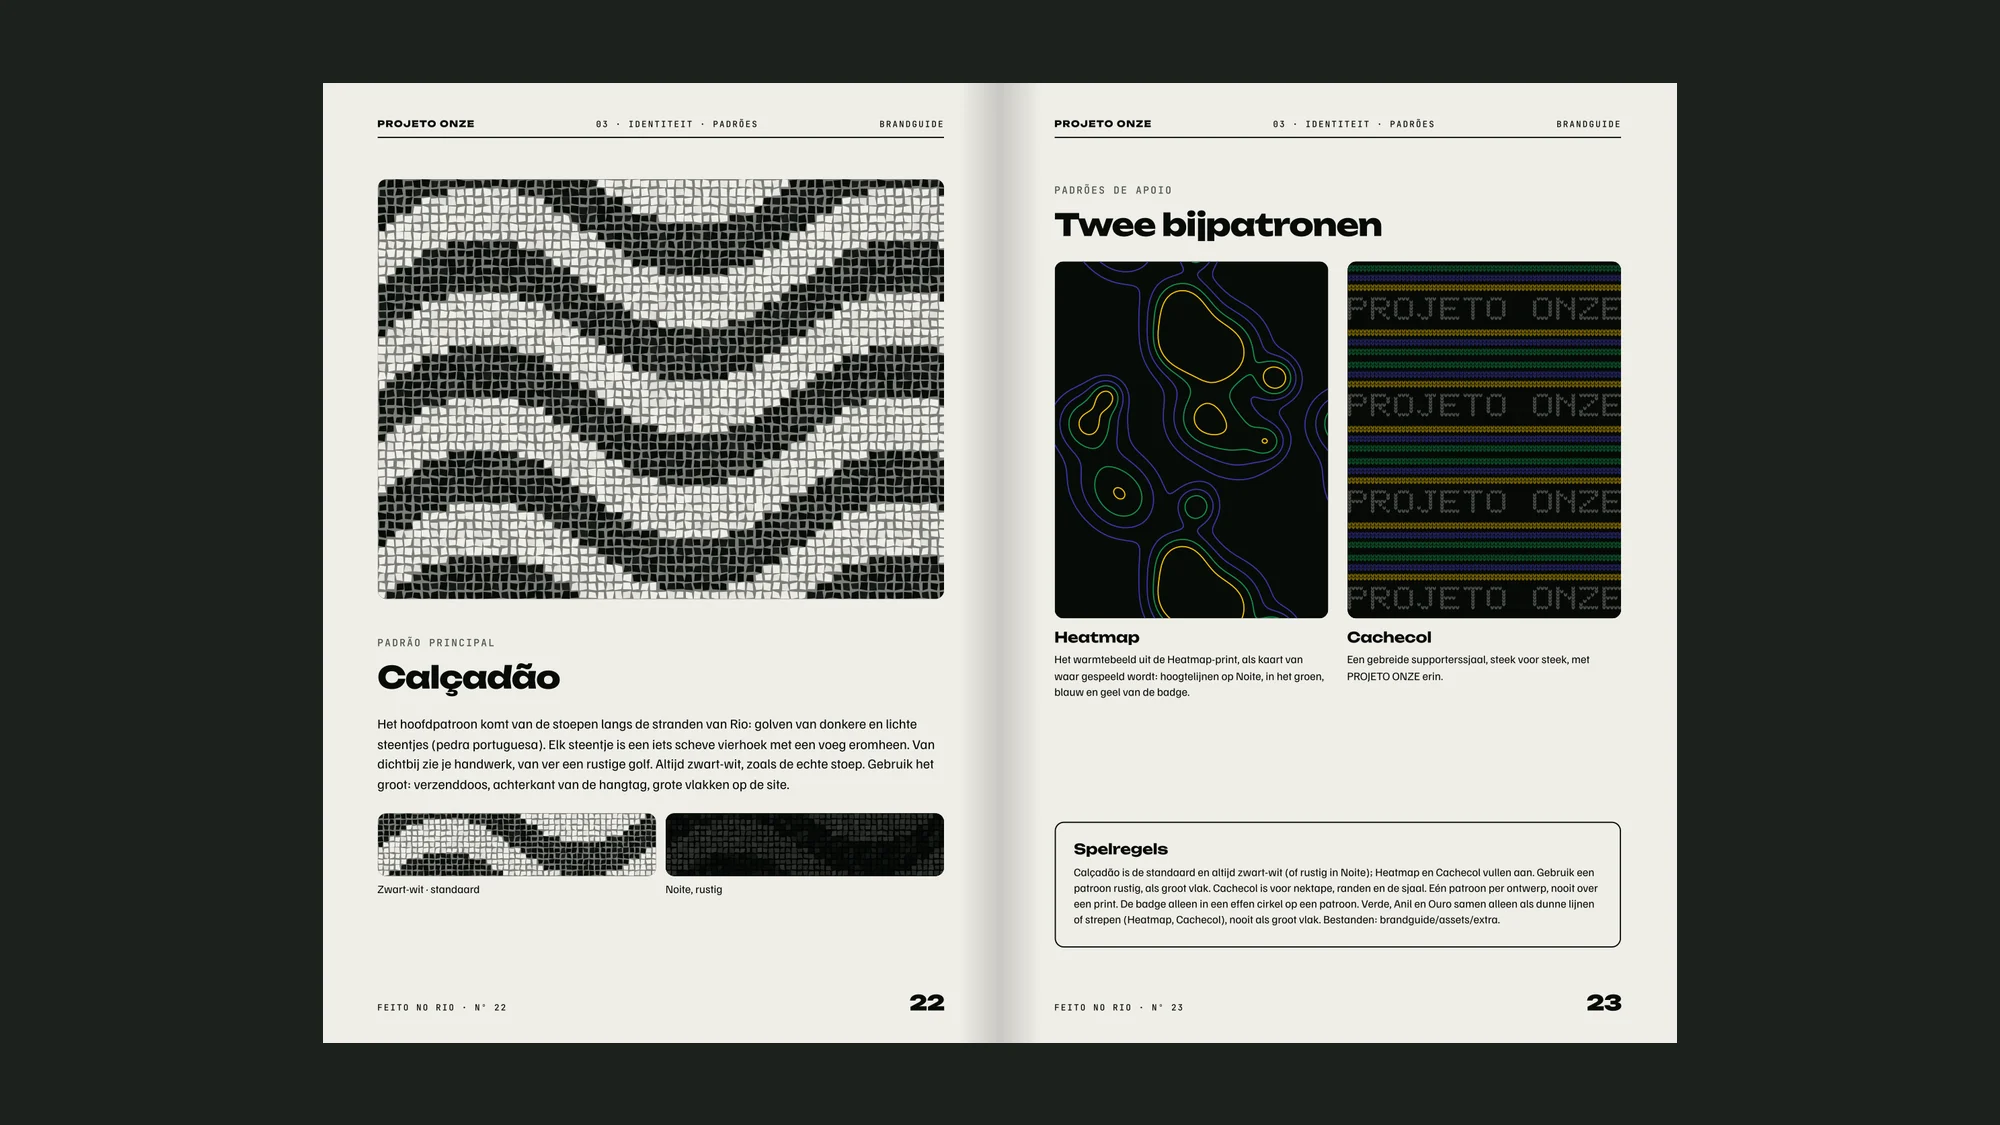 PROJETO ONZE
03 · IDENTITEIT · PADRÕES
BRANDGUIDE
PADRÃO PRINCIPAL
Calçadão
Het hoofdpatroon komt van de stoepen langs de stranden van Rio: golven van donkere en lichte
steentjes (pedra portuguesa). Elk steentje is een iets scheve vierhoek met een voeg eromheen. Van
dichtbij zie je handwerk, van ver een rustige golf. Altijd zwart-wit, zoals de echte stoep. Gebruik het
groot: verzenddoos, achterkant van de hangtag, grote vlakken op de site.
Zwart-wit · standaard
Noite, rustig
FEITO NO RIO · N° 22
22
PROJETO ONZE
03 · IDENTITEIT · PADRÕES
BRANDGUIDE
PADRÕES DE APOIO
Twee bijpatronen
PROJETO ONZE
PROJETO ONZE
PROJETO ONZE
PROJETO ONZE
Heatmap
Het warmtebeeld uit de Heatmap-print, als kaart van
waar gespeeld wordt: hoogtelijnen op Noite, in het groen,
blauw en geel van de badge.
Cachecol
Een gebreide supporterssjaal, steek voor steek, met
PROJETO ONZE erin.
Spelregels
Calçadão is de standaard en altijd zwart-wit (of rustig in Noite); Heatmap en Cachecol vullen aan. Gebruik een
patroon rustig, als groot vlak. Cachecol is voor nektape, randen en de sjaal. Eén patroon per ontwerp, nooit over
een print. De badge alleen in een effen cirkel op een patroon. Verde, Anil en Ouro samen alleen als dunne lijnen
of strepen (Heatmap, Cachecol), nooit als groot vlak. Bestanden: brandguide/assets/extra.
FEITO NO RIO · N° 23
23